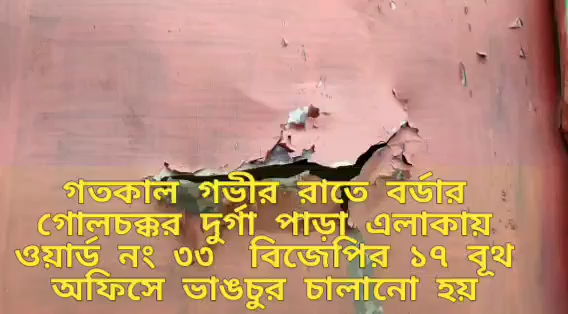 গতকাল গভীর রাতে বর্ডার
গোলচক্কর দুর্গা পাড়া এলাকায়
ওয়ার্ড নং ৩৩ বিজেপির ১৭ বূথ
অফিসে ভাঙচুর চালানো হয়